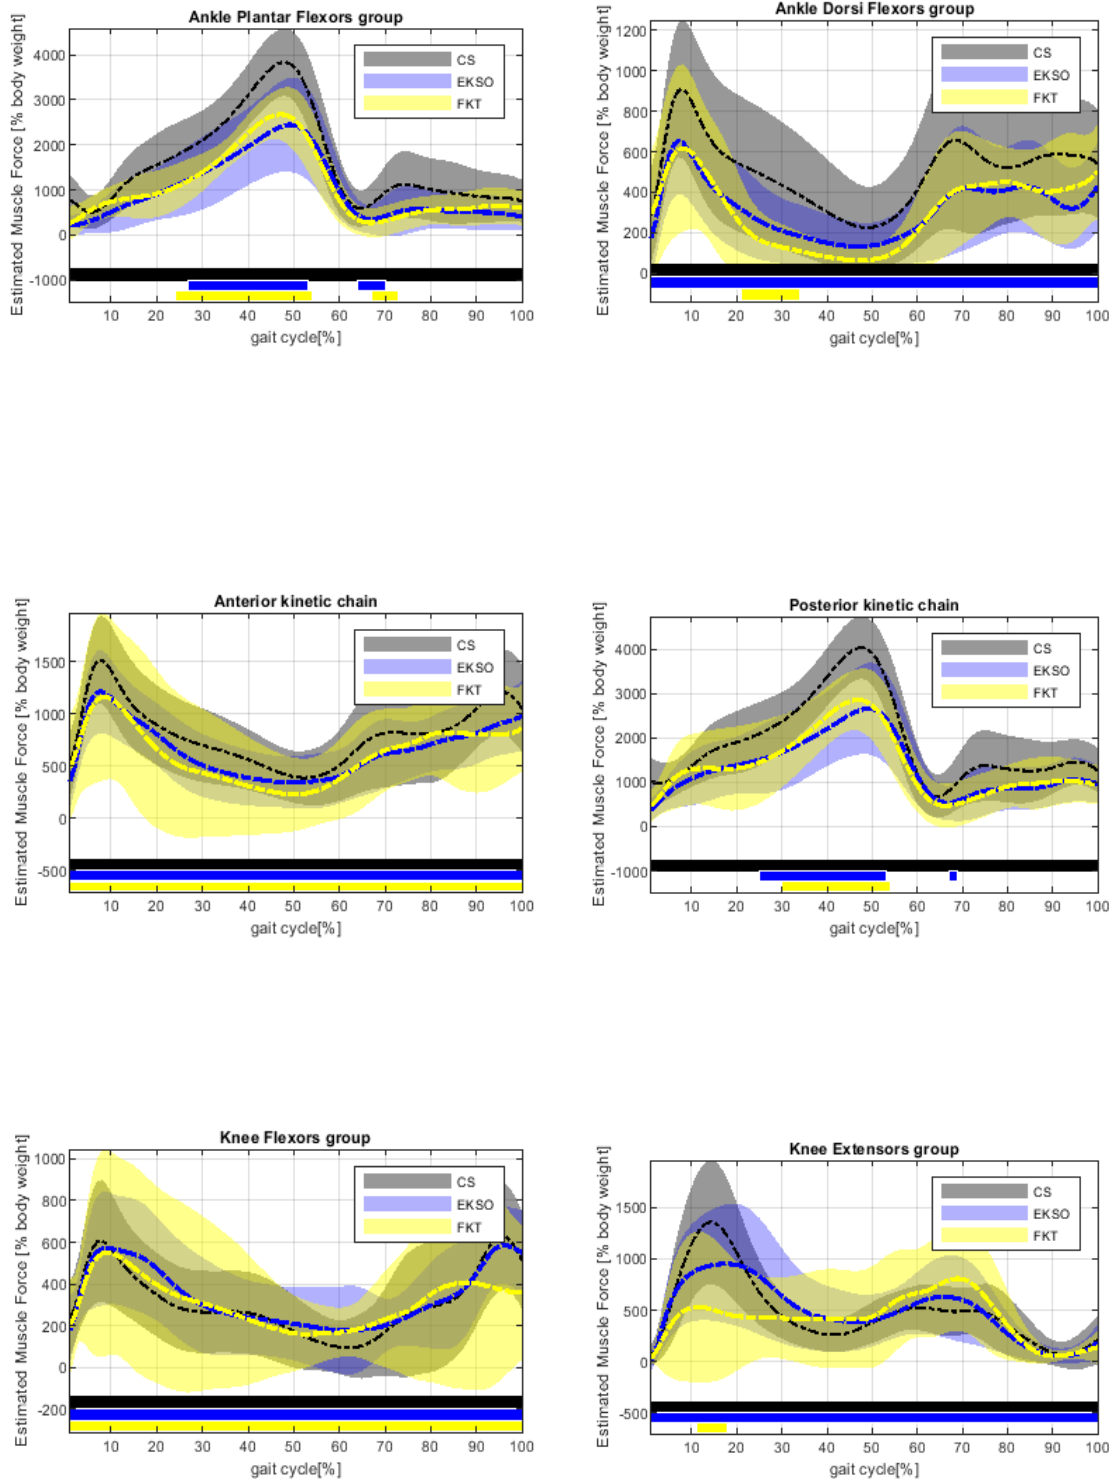 Ankle Plantar Flexors group
Estimated Muscle Force [% body weight]
4000
3000
2000
1000
0
-1000
CS
EKSO
FKT
10 20 30 40 50 60 70 80 90 100
gait cycle[%]
Ankle Dorsi Flexors group
Estimated Muscle Force [% body weight]
1200
1000
800
600
400
200
0
CS
EKSO
FKT
10 20 30 40 50 60 70 80 90 100
gait cycle[%]
Anterior kinetic chain
Estimated Muscle Force [% body weight]
1500
1000
500
0
-500
CS
EKSO
FKT
10 20 30 40 50 60 70 80 90 100
gait cycle[%]
Posterior kinetic chain
Estimated Muscle Force [% body weight]
4000
3000
2000
1000
0
-1000
CS
EKSO
FKT
10 20 30 40 50 60 70 80 90 100
gait cycle[%]
Knee Flexors group
Estimated Muscle Force [% body weight]
1000
800
600
400
200
0
-200
CS
EKSO
FKT
10 20 30 40 50 60 70 80 90 100
gait cycle[%]
Knee Extensors group
Estimated Muscle Force [% body weight]
1500
1000
500
0
-500
CS
EKSO
FKT
10 20 30 40 50 60 70 80 90 100
gait cycle[%]